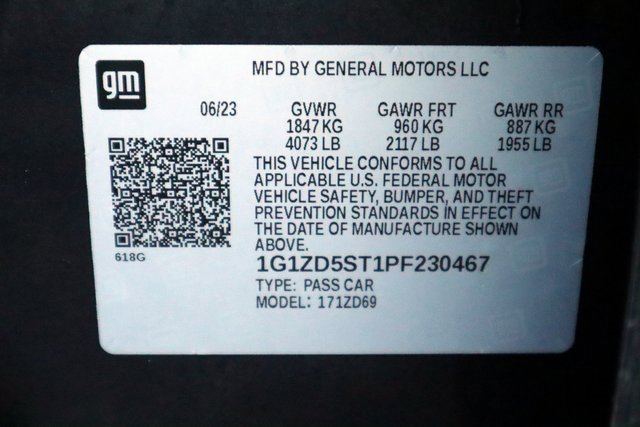 gm
MFD BY GENERAL MOTORS LLC
06/23 GVWR GAWR FRT GAWR RR
1847 KG 960 KG 887 KG
4073 LB 2117 LB 1955 LB
THIS VEHICLE CONFORMS TO ALL
APPLICABLE U.S. FEDERAL MOTOR
VEHICLE SAFETY, BUMPER, AND THEFT
PREVENTION STANDARDS IN EFFECT ON
THE DATE OF MANUFACTURE SHOWN
ABOVE.
618G
1G1ZD5ST1PF230467
TYPE: PASS CAR
MODEL: 171ZD69